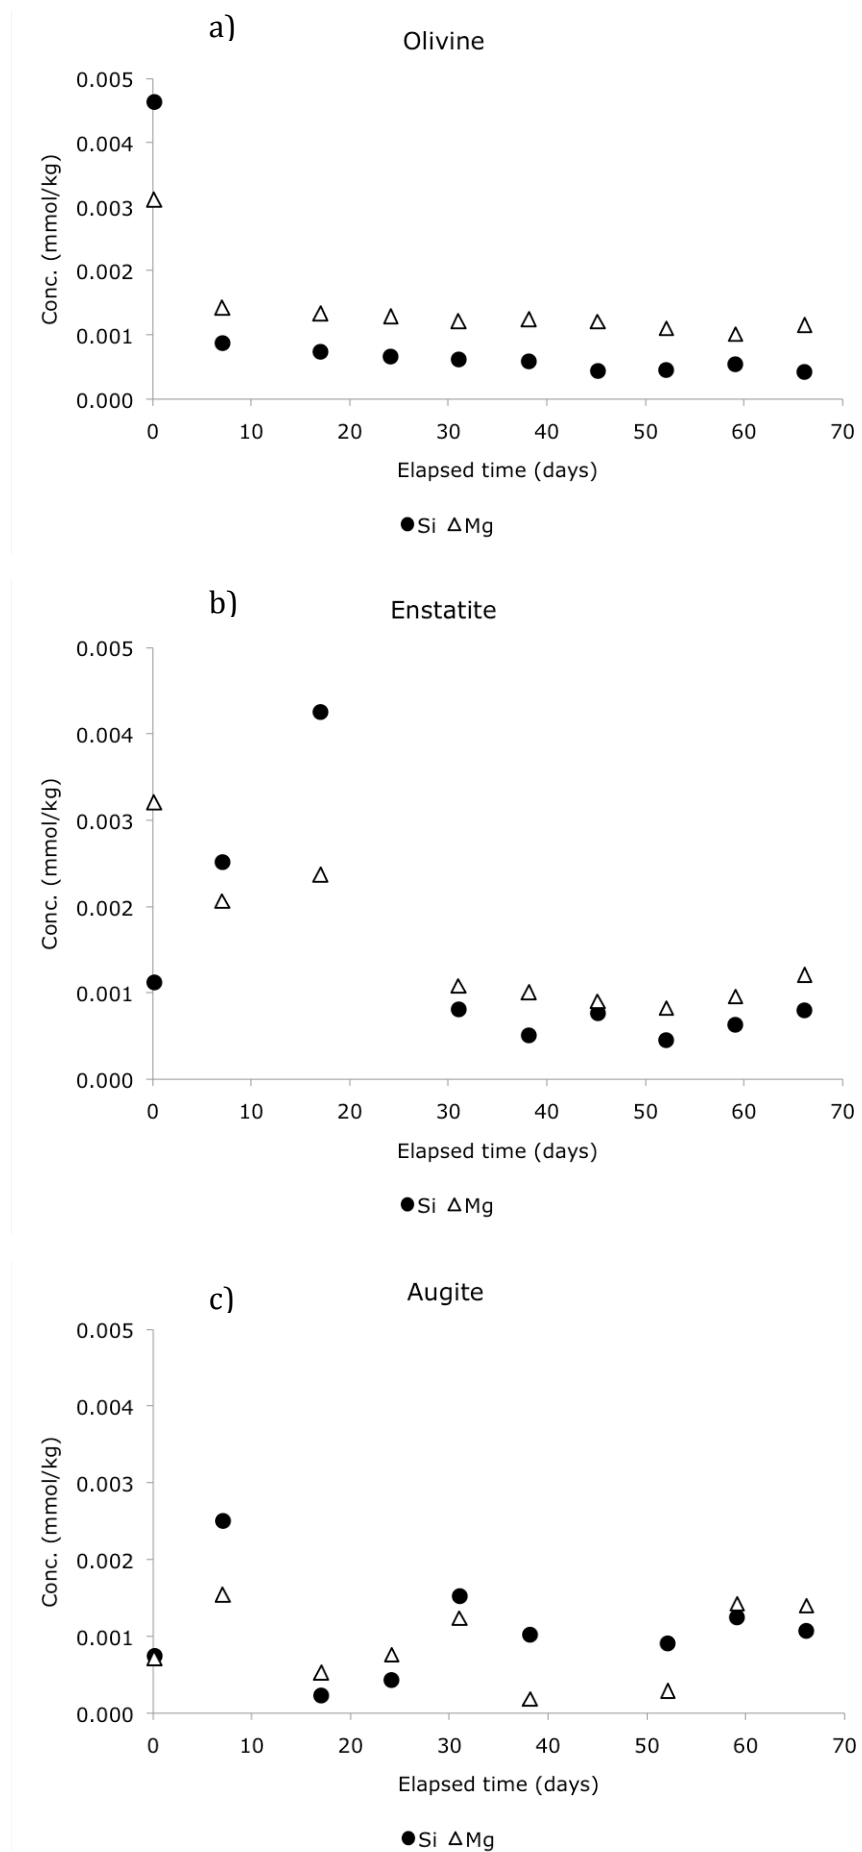 a)
Olivine
0.005
0.004
0.003
0.002
0.001
0.000
Conc. (mmol/kg)
0 10 20 30 40 50 60 70
Elapsed time (days)
Si Mg
b)
Enstatite
0.005
0.004
0.003
0.002
0.001
0.000
Conc. (mmol/kg)
0 10 20 30 40 50 60 70
Elapsed time (days)
Si Mg
c)
Augite
0.005
0.004
0.003
0.002
0.001
0.000
Conc. (mmol/kg)
0 10 20 30 40 50 60 70
Elapsed time (days)
Si Mg